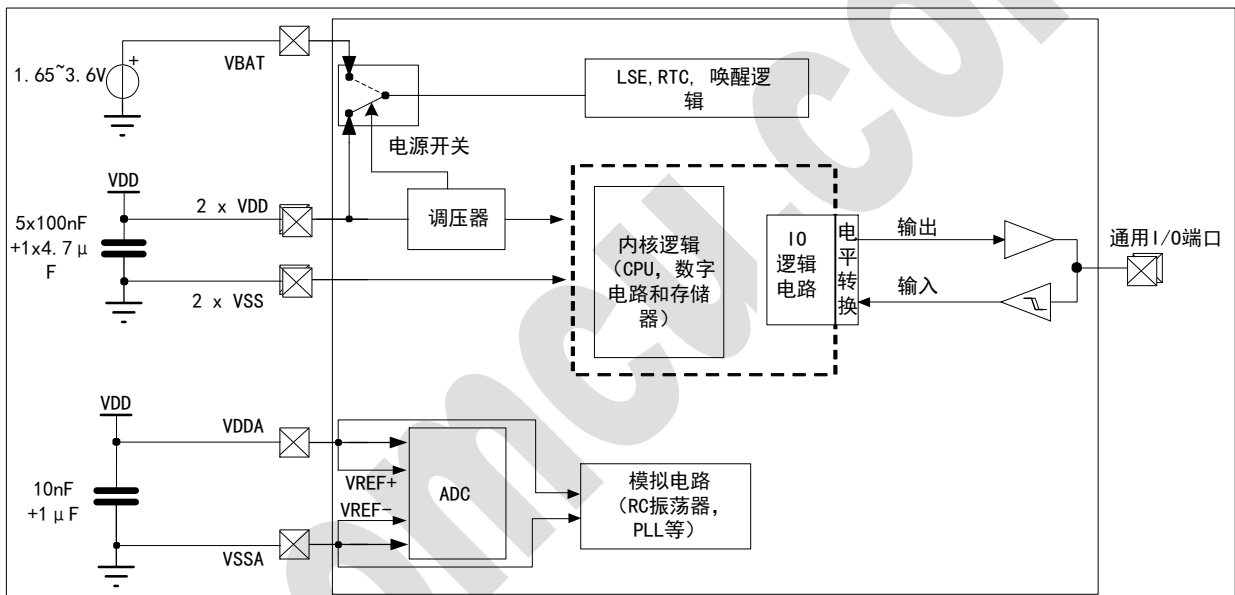 VBAT
1.65~3.6V
LSE,RTC, 唤醒逻
辑
电源开关
VDD
5x100nF
+1x4.7μ
F
2 x VDD
调压器
2 x VSS
内核逻辑
(CPU, 数字
电路和存储
器)
IO
逻辑
电路
电平转换
输出
输入
通用I/O端口
VDD
VDDA
10nF
+1μF
VREF+
VREF-
ADC
VSSA
模拟电路
(RC振荡器,
PLL等)
omcu.co